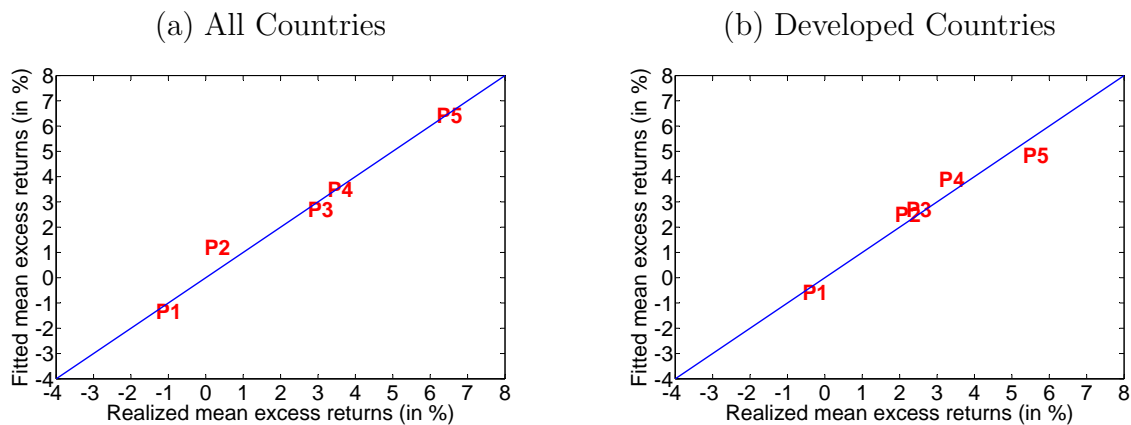 (a) All Countries
8
7
6
5
4
3
2
1
0
-1
-2
-3
-4
Fitted mean excess returns (in %)
P1
P2
P3
P4
P5
-4 -3 -2 -1 0 1 2 3 4 5 6 7 8
Realized mean excess returns (in %)
(b) Developed Countries
8
7
6
5
4
3
2
1
0
-1
-2
-3
-4
Fitted mean excess returns (in %)
P1
P2
P3
P4
P5
-4 -3 -2 -1 0 1 2 3 4 5 6 7 8
Realized mean excess returns (in %)